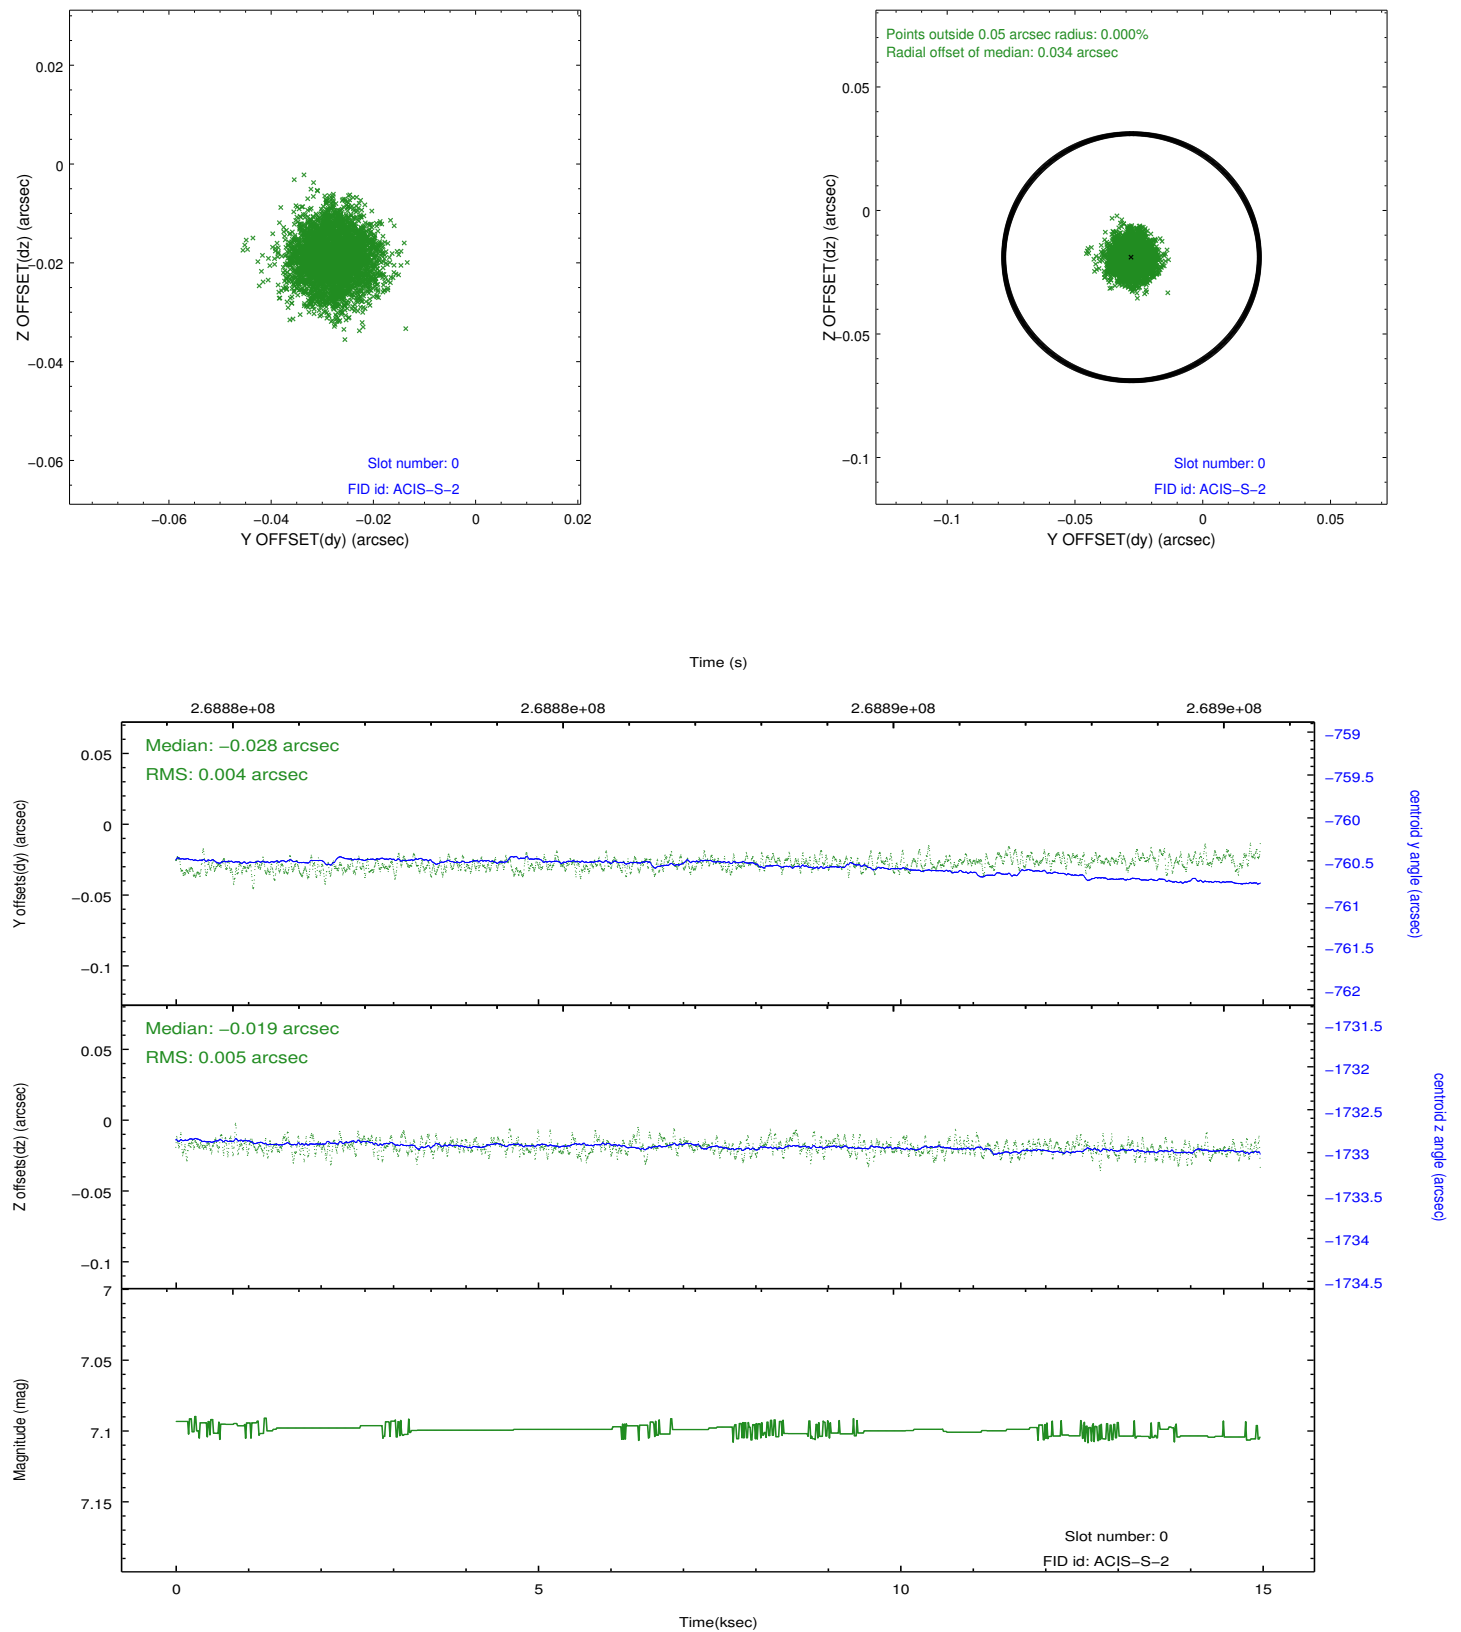 0.02
0
−0.02
−0.04
−0.06
Z OFFSET(dz) (arcsec)
Slot number: 0
FID id: ACIS−S−2
−0.06
−0.04
−0.02
0
0.02
Y OFFSET(dy) (arcsec)
Points outside 0.05 arcsec radius: 0.000%
Radial offset of median: 0.034 arcsec
0.05
0
−0.05
−0.1
Z OFFSET(dz) (arcsec)
Slot number: 0
FID id: ACIS−S−2
−0.1
−0.05
0
0.05
Y OFFSET(dy) (arcsec)
Time (s)
2.6888e+08
2.6888e+08
2.6889e+08
2.689e+08
Median: −0.028 arcsec
RMS: 0.004 arcsec
0.05
0
−0.05
−0.1
Y offsets(dy) (arcsec)
−759
−759.5
−760
−760.5
−761
−761.5
−762
centroid y angle (arcsec)
Median: −0.019 arcsec
RMS: 0.005 arcsec
0.05
0
−0.05
−0.1
Z offsets(dz) (arcsec)
−1731.5
−1732
−1732.5
−1733
−1733.5
−1734
−1734.5
centroid z angle (arcsec)
7
7.05
7.1
7.15
Magnitude (mag)
Slot number: 0
FID id: ACIS−S−2
0
5
10
15
Time(ksec)